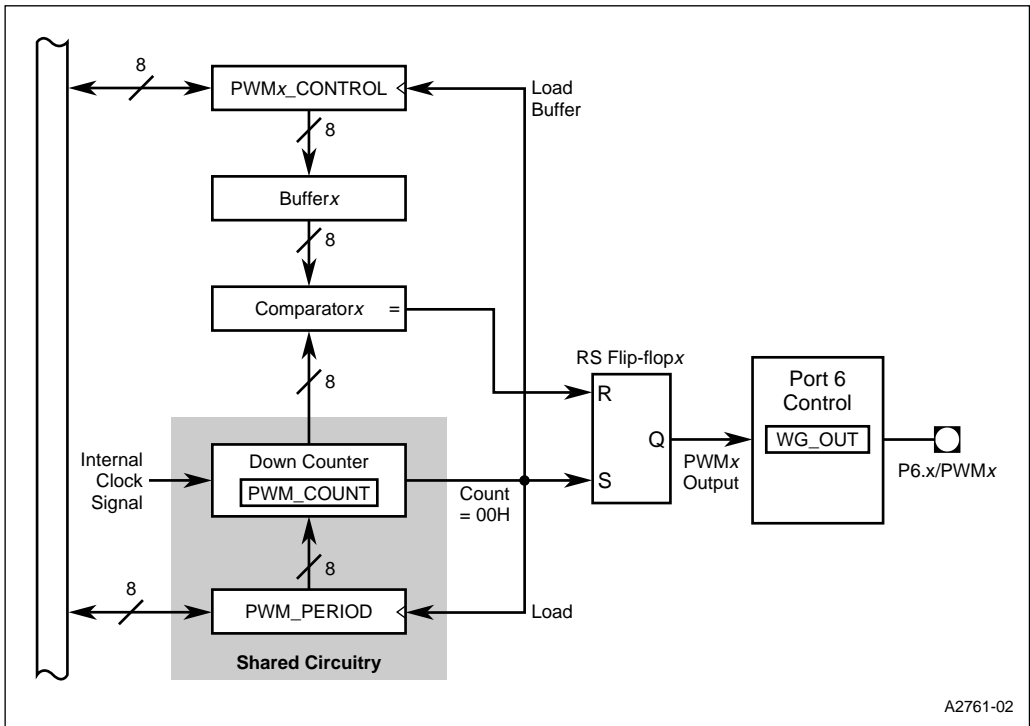 8
PWMx_CONTROL
Load
Buffer
8
Bufferx
8
Comparatorx =
RS Flip-flopx
8
R
Port 6
Control
Q
WG_OUT
Internal
Clock
Signal
Down Counter
PWM_COUNT
PWMx
Output
P6.x/PWMx
S
Count
= 00H
8
8
PWM_PERIOD
Load
Shared Circuitry
A2761-02